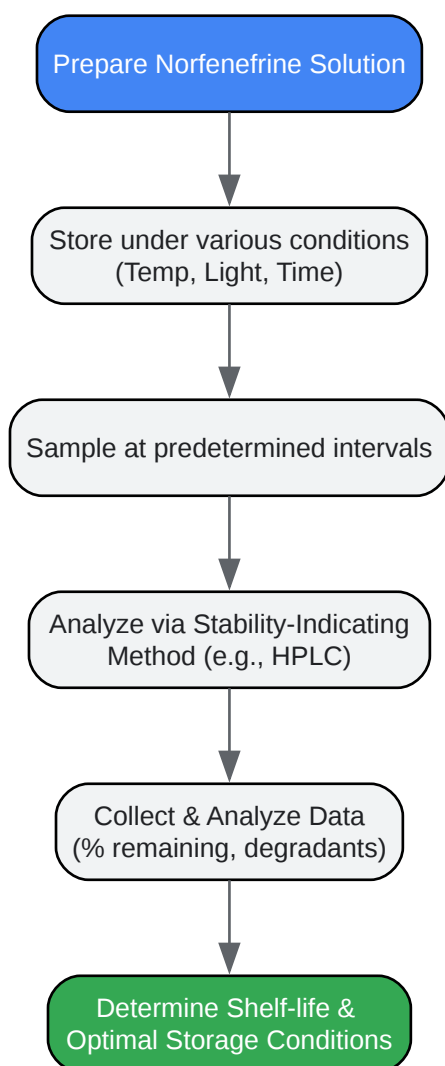 Prepare Norfenefrine Solution
Store under various conditions
(Temp, Light, Time)
Sample at predetermined intervals
Analyze via Stability-Indicating
Method (e.g., HPLC)
Collect & Analyze Data
(% remaining, degradants)
Determine Shelf-life &
Optimal Storage Conditions